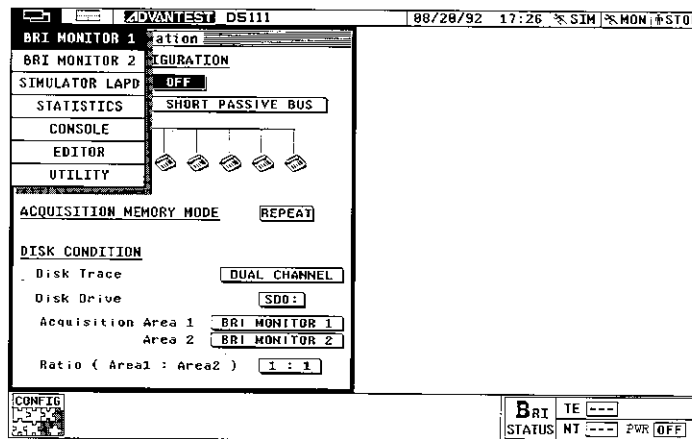 ADVANTEST D5111 08/20/92 17:26 SIM MON STO
BRI MONITOR 1
BRI MONITOR 2
SIMULATOR LAPD
STATISTICS
CONSOLE
EDITOR
UTILITY
ation
IGURATION
OFF
SHORT PASSIVE BUS
ACQUISITION MEMORY MODE REPEAT
DISK CONDITION
Disk Trace DUAL CHANNEL
Disk Drive SD0:
Acquisition Area 1 BRI MONITOR 1
Area 2 BRI MONITOR 2
Ratio ( Area1 : Area2 ) 1 : 1
CONFIG
BRI STATUS
TE ---
NT --- PWR OFF